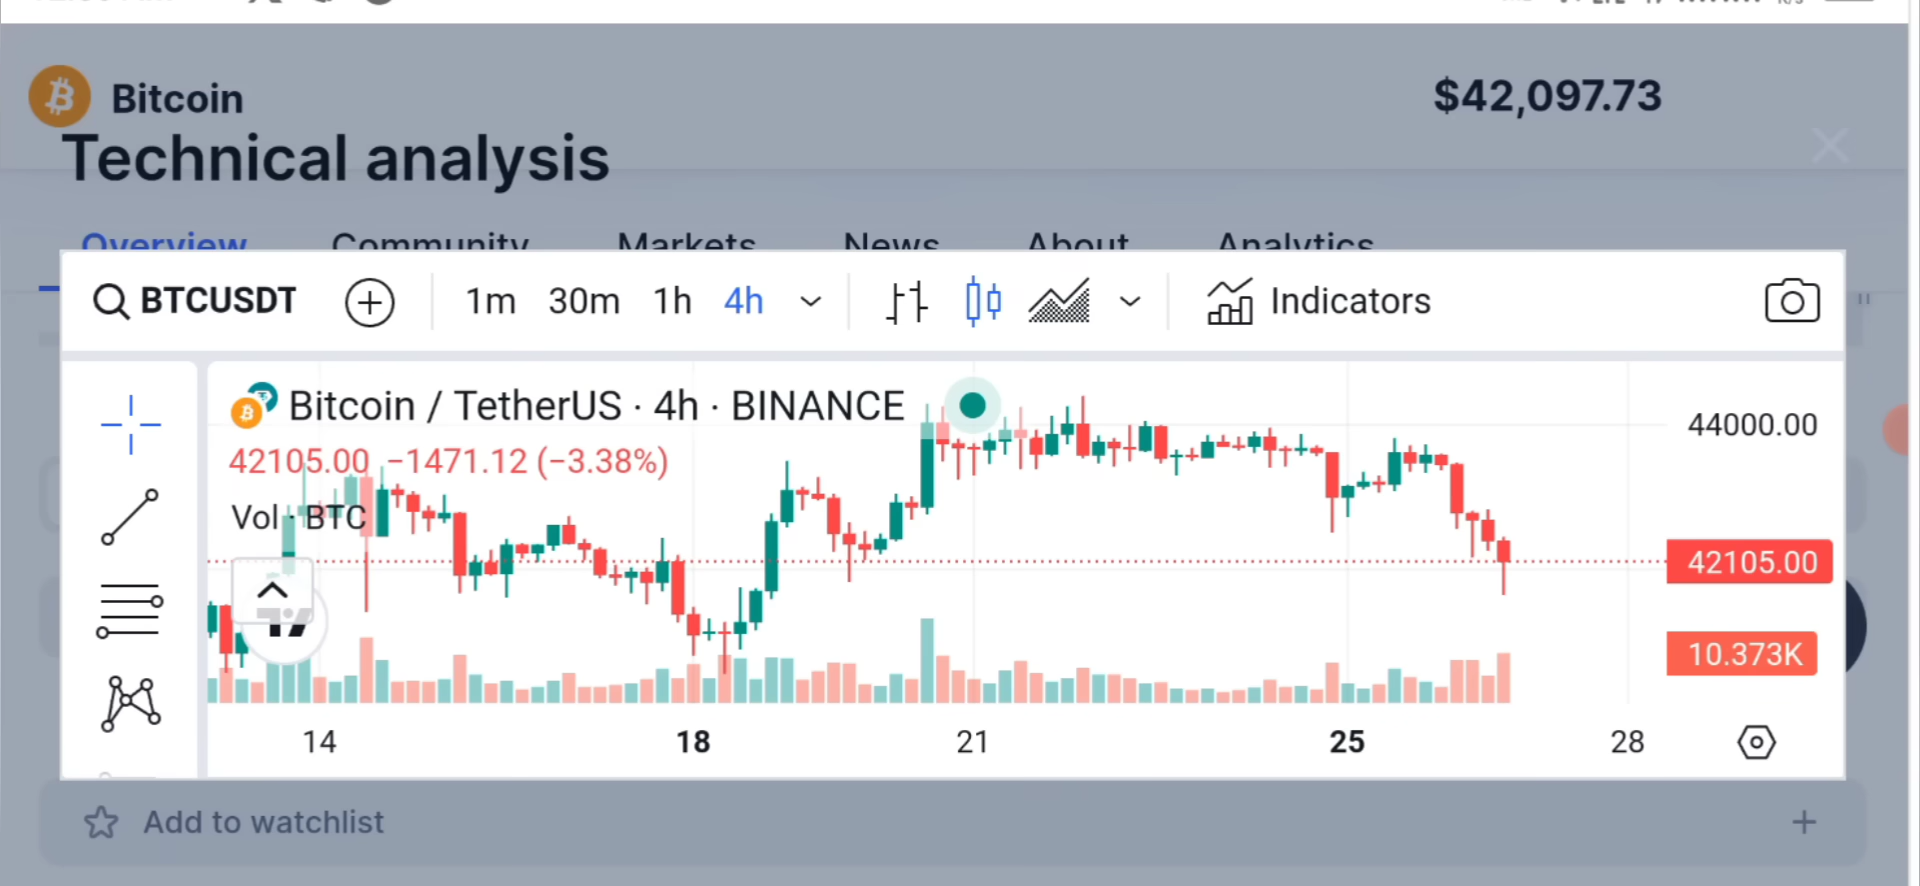 Bitcoin
$42,097.73
Technical analysis
Overview Community Markets News About Analytics
BTCUSDT 1m 30m 1h 4h Indicators
Bitcoin / TetherUS · 4h · BINANCE
44000.00
42105.00 −1471.12 (−3.38%)
Vol · BTC
42105.00
10.373K
14 18 21 25 28
Add to watchlist